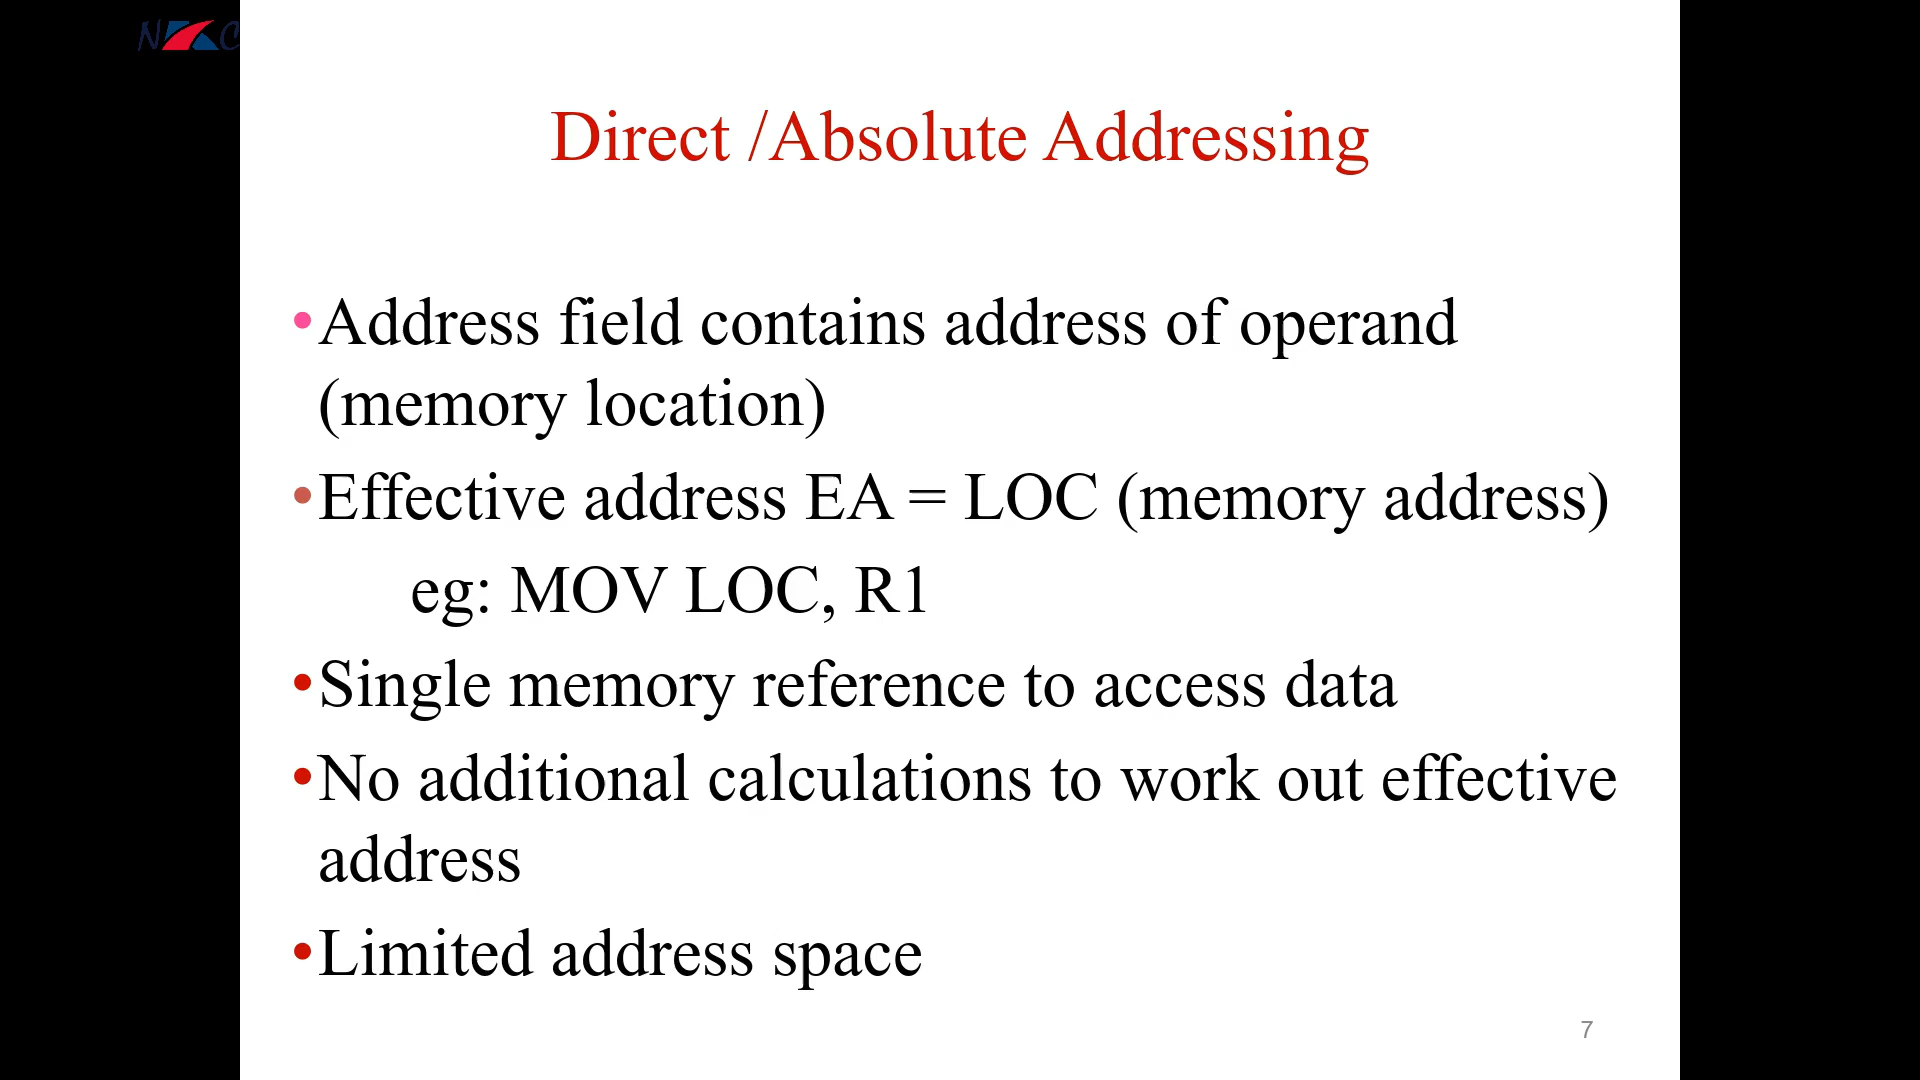 Direct /Absolute Addressing
•Address field contains address of operand
(memory location)
•Effective address EA = LOC (memory address)
eg: MOV LOC, R1
•Single memory reference to access data
•No additional calculations to work out effective
address
•Limited address space
7